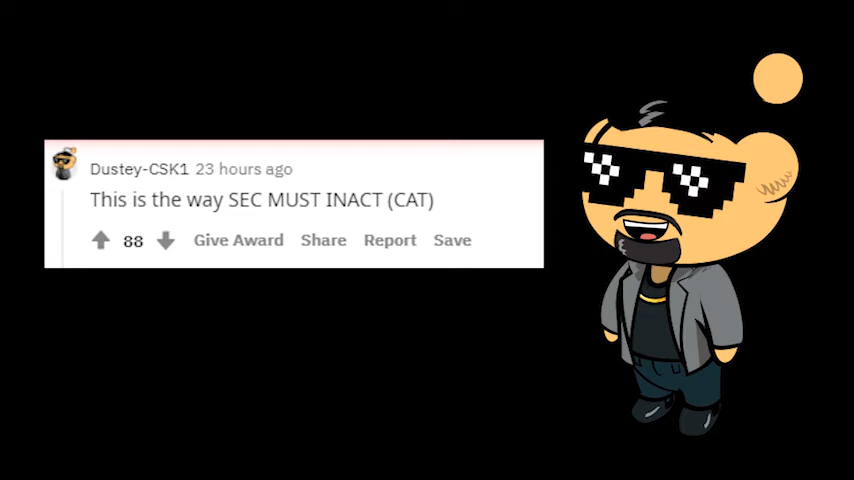 Dustey-CSK1 23 hours ago
This is the way SEC MUST INACT (CAT)
88 Give Award Share Report Save